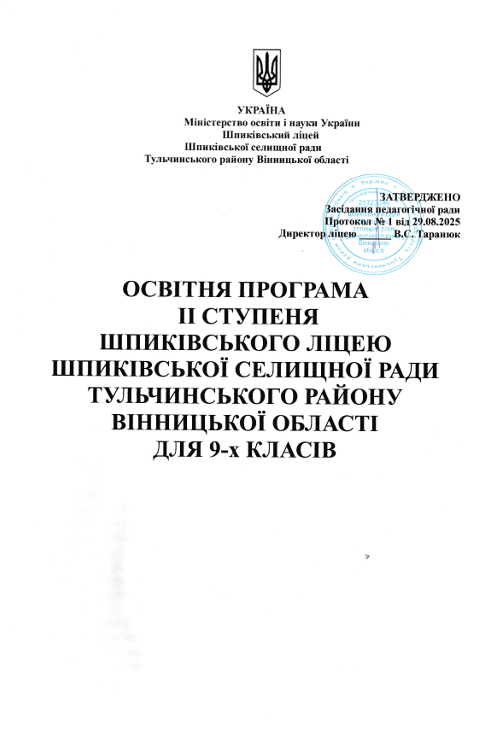 УКРАЇНА
Міністерство освіти і науки України
Шпиківський ліцей
Шпиківської селищної ради
Тульчинського району Вінницької області
ЗАТВЕРДЖЕНО
Засідання педагогічної ради
Протокол № 1 від 29.08.2025
Директор ліцею _______ В.С. Таранюк
ОСВІТНЯ ПРОГРАМА
ІІ СТУПЕНЯ
ШПИКІВСЬКОГО ЛІЦЕЮ
ШПИКІВСЬКОЇ СЕЛИЩНОЇ РАДИ
ТУЛЬЧИНСЬКОГО РАЙОНУ
ВІННИЦЬКОЇ ОБЛАСТІ
ДЛЯ 9-х КЛАСІВ